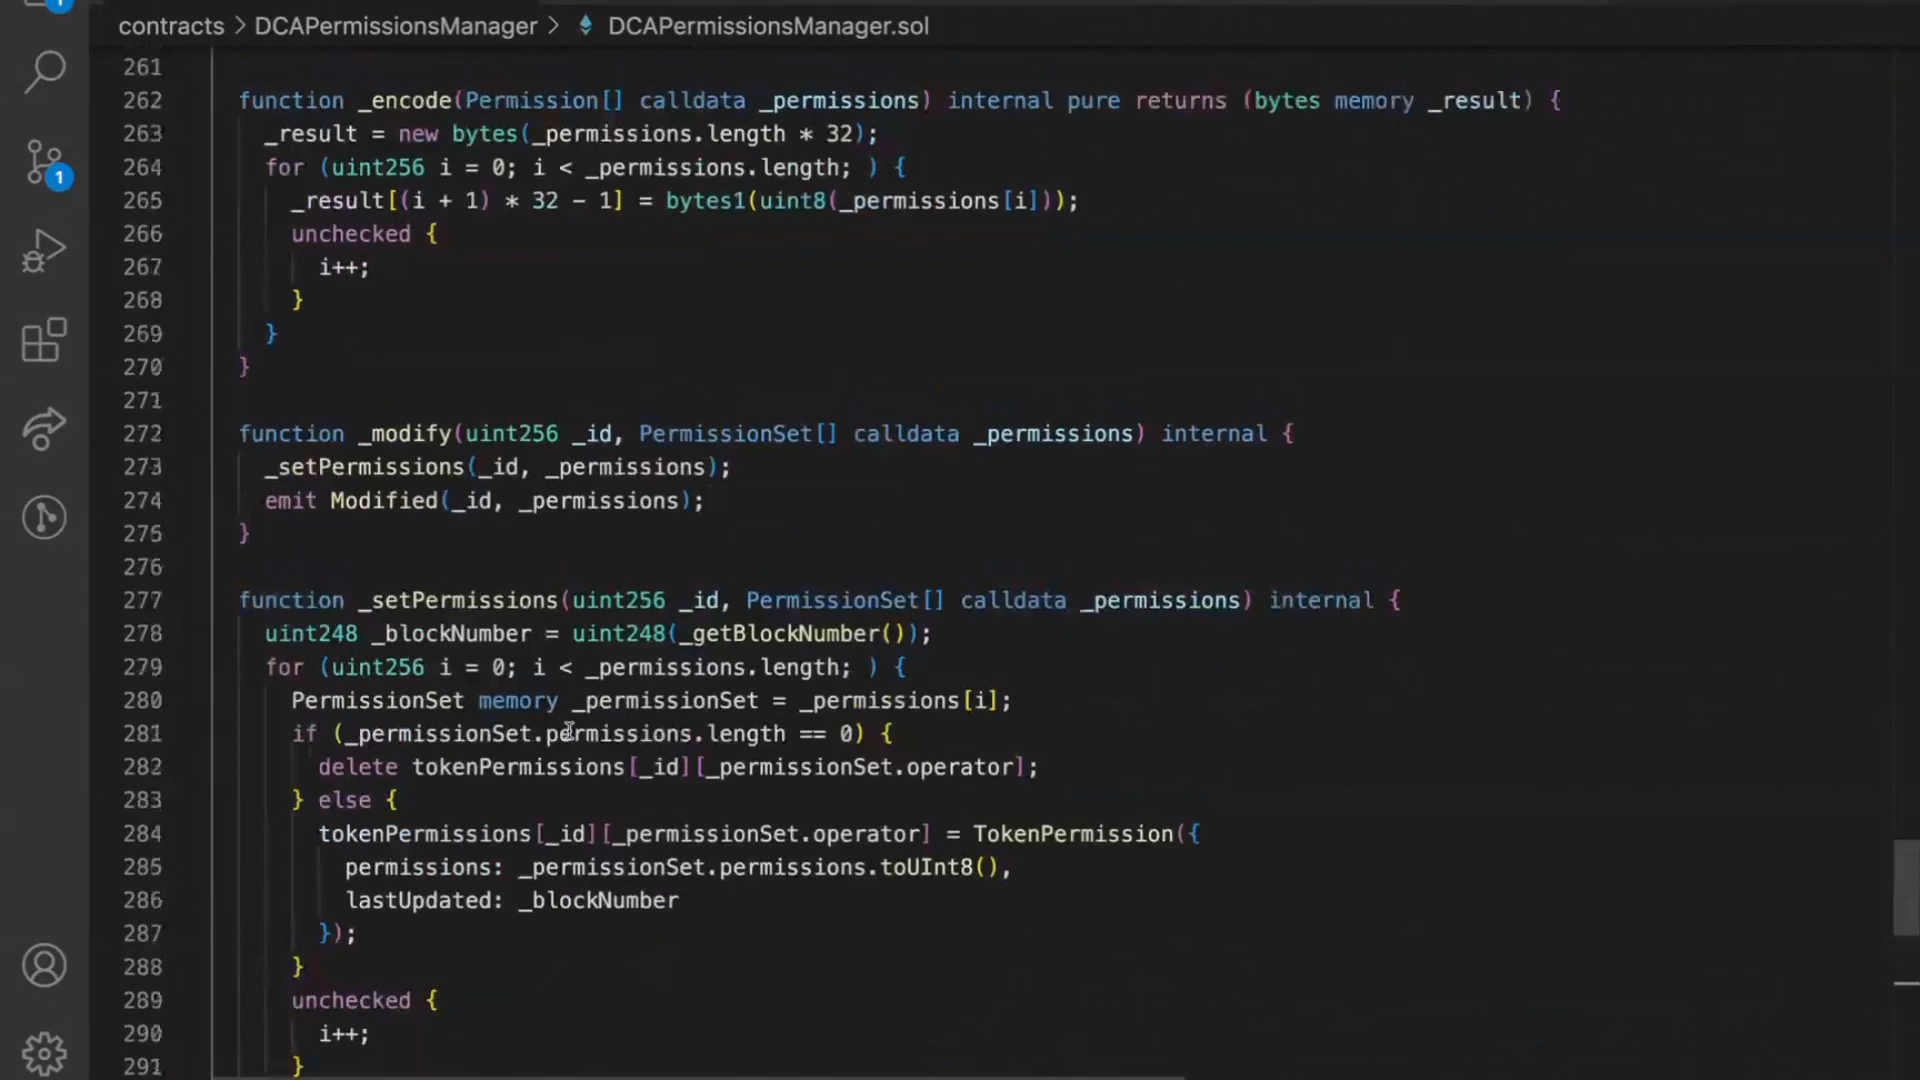 1
contracts > DCAPermissionsManager > DCAPermissionsManager.sol
261
262 function _encode(Permission[] calldata _permissions) internal pure returns (bytes memory _result) {
263 _result = new bytes(_permissions.length * 32);
264 for (uint256 i = 0; i < _permissions.length; ) {
265 _result[(i + 1) * 32 - 1] = bytes1(uint8(_permissions[i]));
266 unchecked {
267 i++;
268 }
269 }
270 }
271
272 function _modify(uint256 _id, PermissionSet[] calldata _permissions) internal {
273 _setPermissions(_id, _permissions);
274 emit Modified(_id, _permissions);
275 }
276
277 function _setPermissions(uint256 _id, PermissionSet[] calldata _permissions) internal {
278 uint248 _blockNumber = uint248(_getBlockNumber());
279 for (uint256 i = 0; i < _permissions.length; ) {
280 PermissionSet memory _permissionSet = _permissions[i];
281 if (_permissionSet.permissions.length == 0) {
282 delete tokenPermissions[_id][_permissionSet.operator];
283 } else {
284 tokenPermissions[_id][_permissionSet.operator] = TokenPermission({
285 permissions: _permissionSet.permissions.toUInt8(),
286 lastUpdated: _blockNumber
287 });
288 }
289 unchecked {
290 i++;
291 }
1